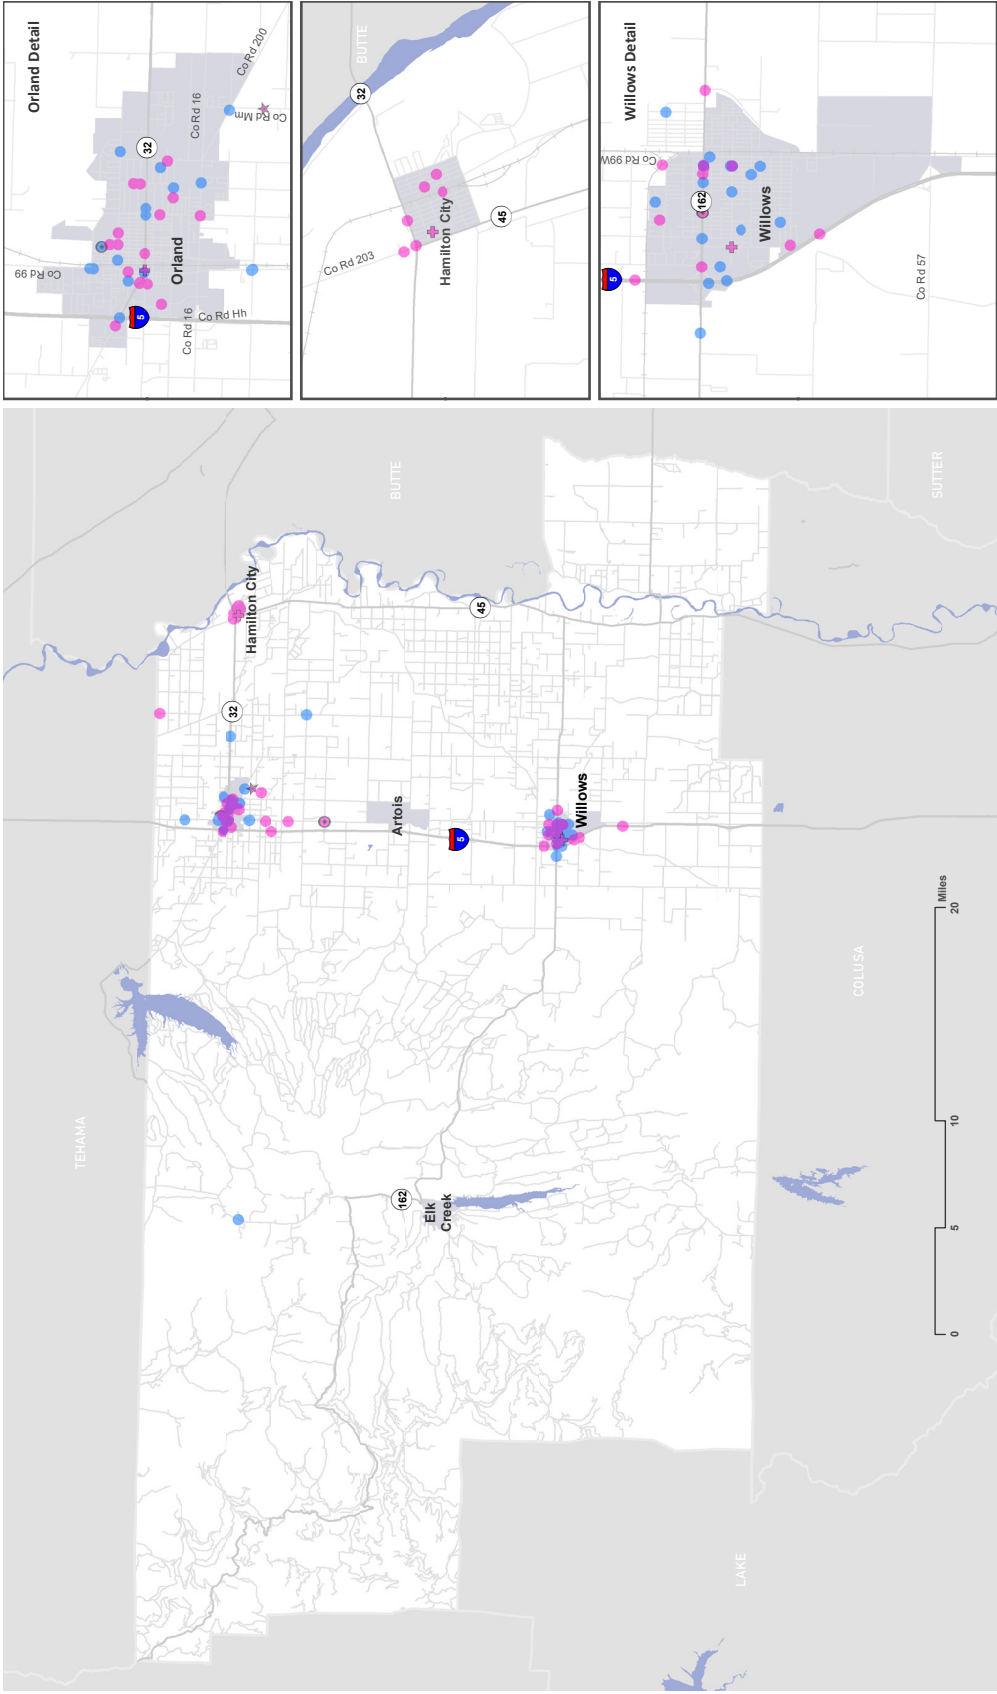 Orland Detail
Co Rd 200
Co Rd Mm
Co Rd 16
32
Orland
Co Rd 99
5
Co Rd 16
Co Rd Hh
BUTTE
32
Hamilton City
45
Co Rd 203
Willows Detail
Co Rd 99W
162
Willows
5
Co Rd 57
TEHAMA
BUTTE
SUTTER
COLUSA
LAKE
Hamilton City
32
45
Artois
5
Willows
162
Elk
Creek
Miles
0
5
10
20